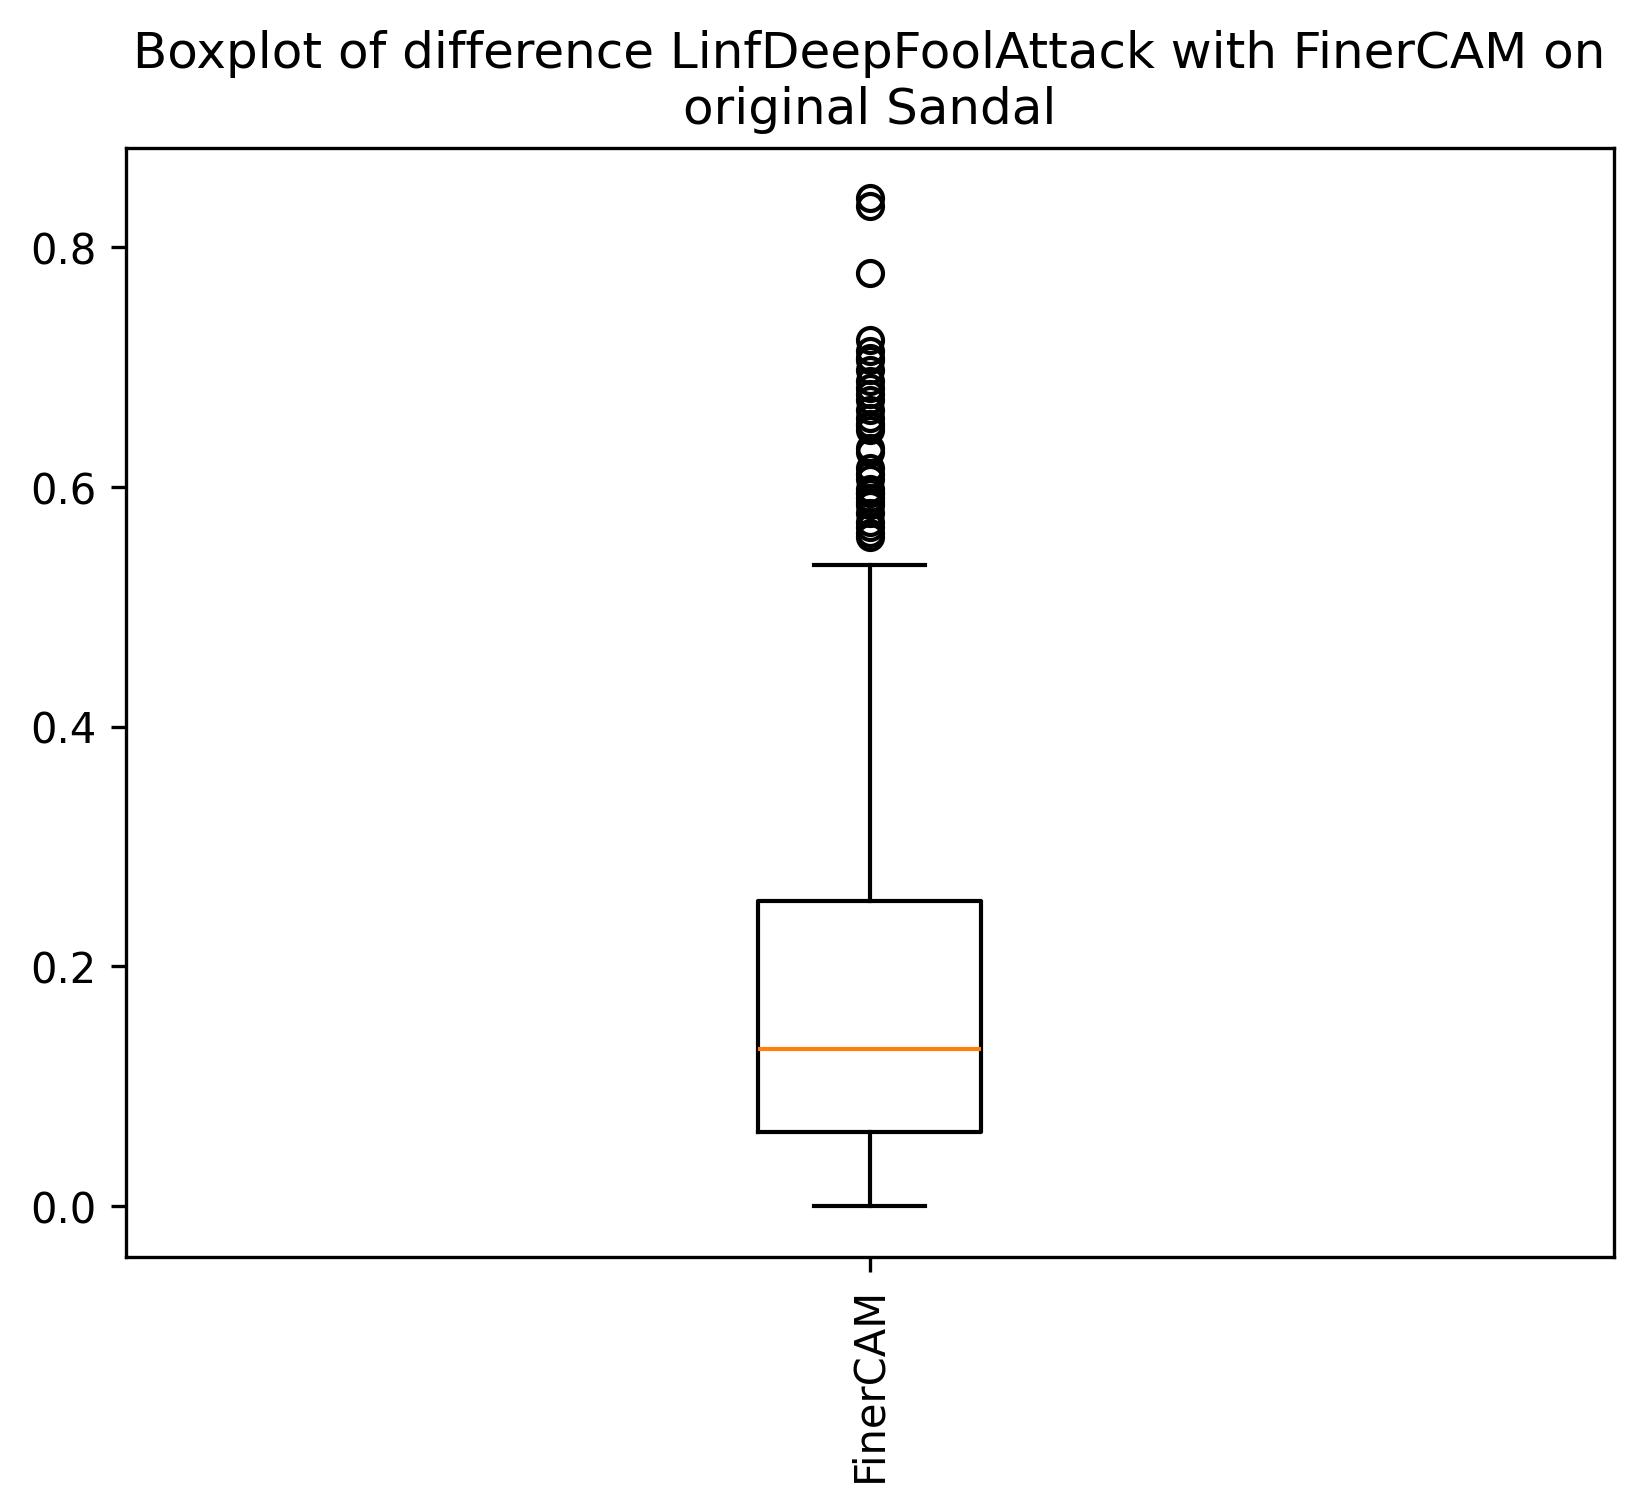 Boxplot of difference LinfDeepFoolAttack with FinerCAM on
original Sandal
0.8
0.6
0.4
0.2
0.0
FinerCAM